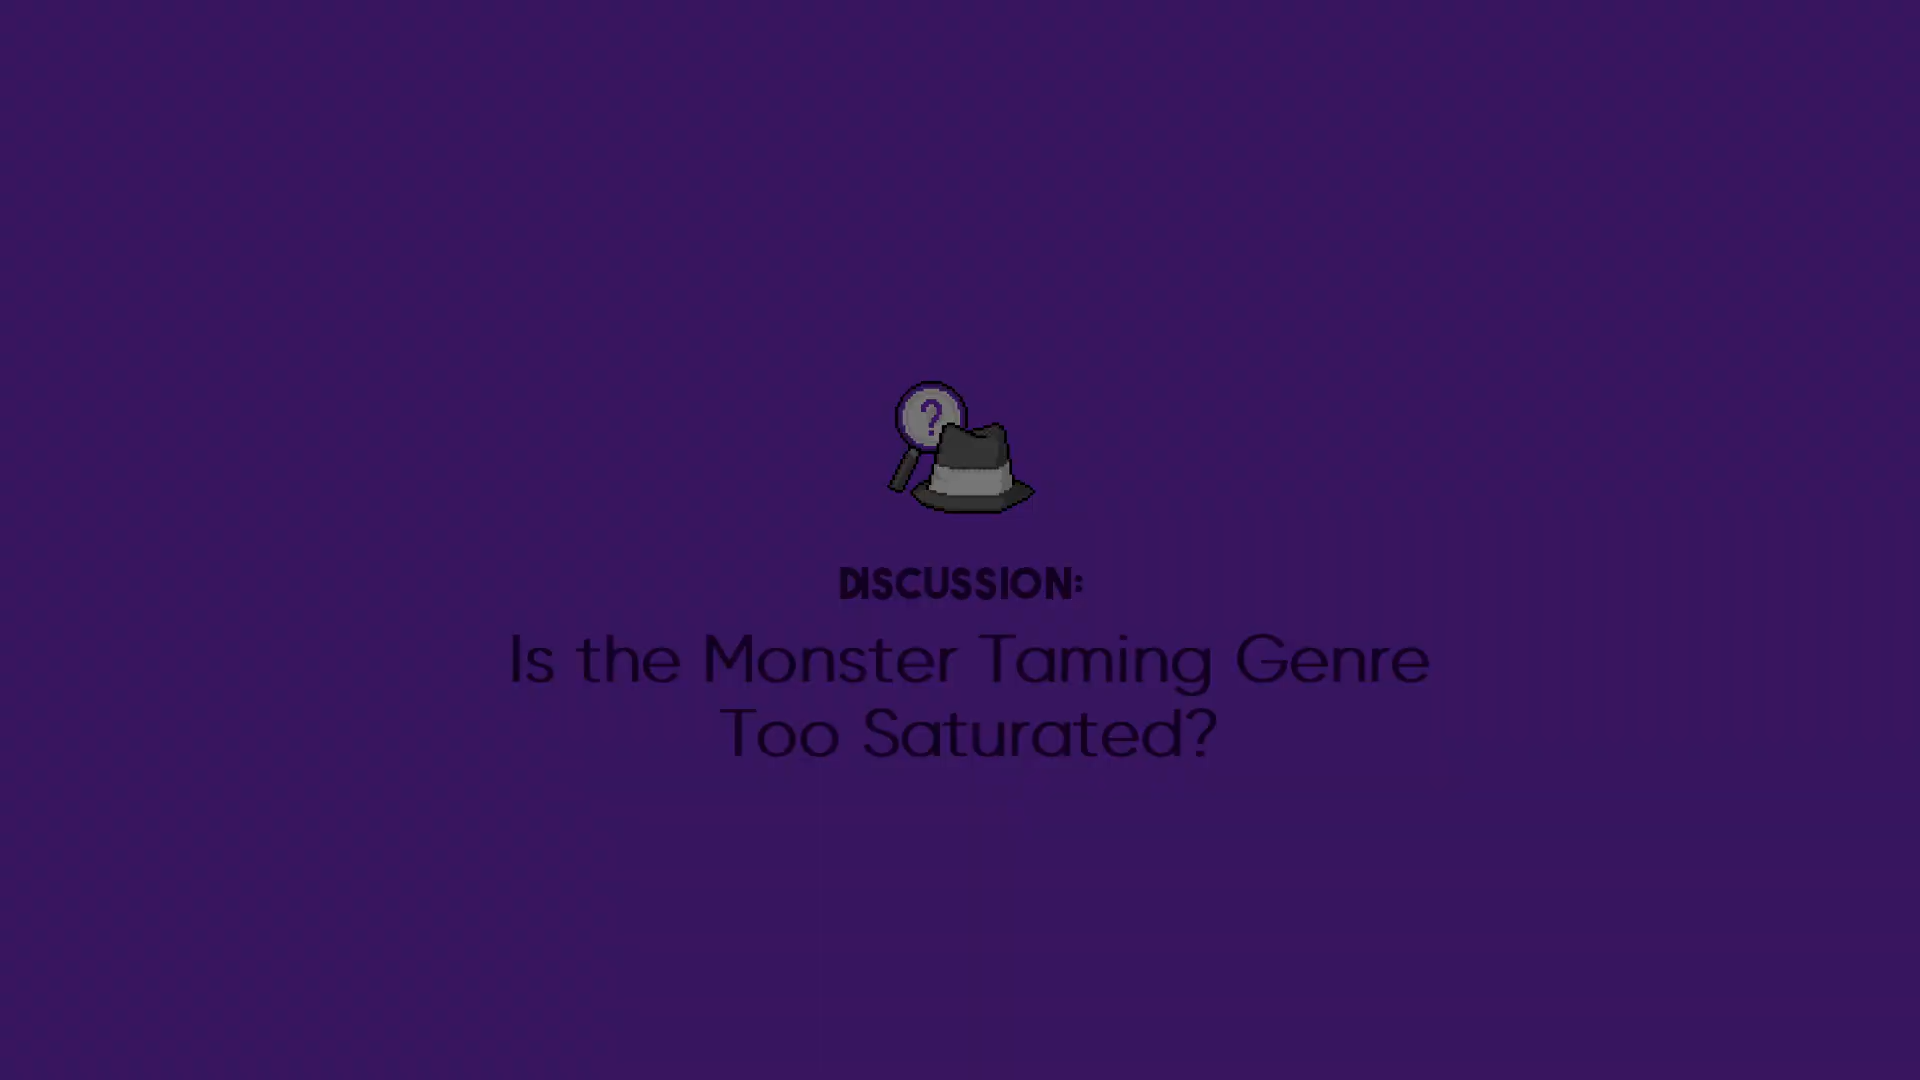 ?
DISCUSSION:
Is the Monster Taming Genre
Too Saturated?